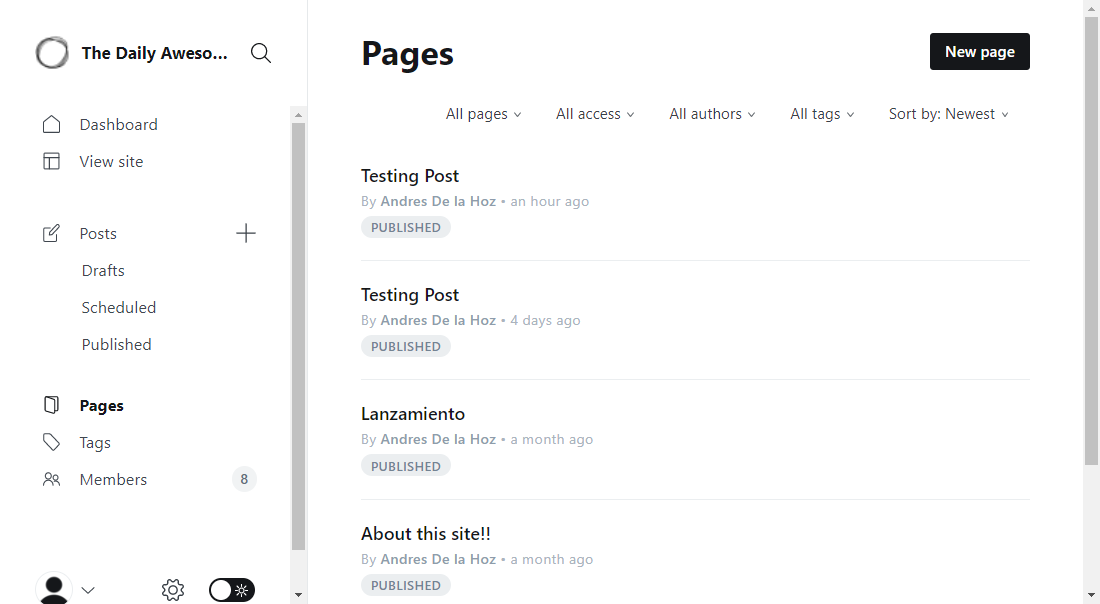 The Daily Aweso...
Dashboard
View site
Posts
Drafts
Scheduled
Published
Pages
Tags
Members 8
Pages
New page
All pages All access All authors All tags Sort by: Newest
Testing Post
By Andres De la Hoz • an hour ago
PUBLISHED
Testing Post
By Andres De la Hoz • 4 days ago
PUBLISHED
Lanzamiento
By Andres De la Hoz • a month ago
PUBLISHED
About this site!!
By Andres De la Hoz • a month ago
PUBLISHED